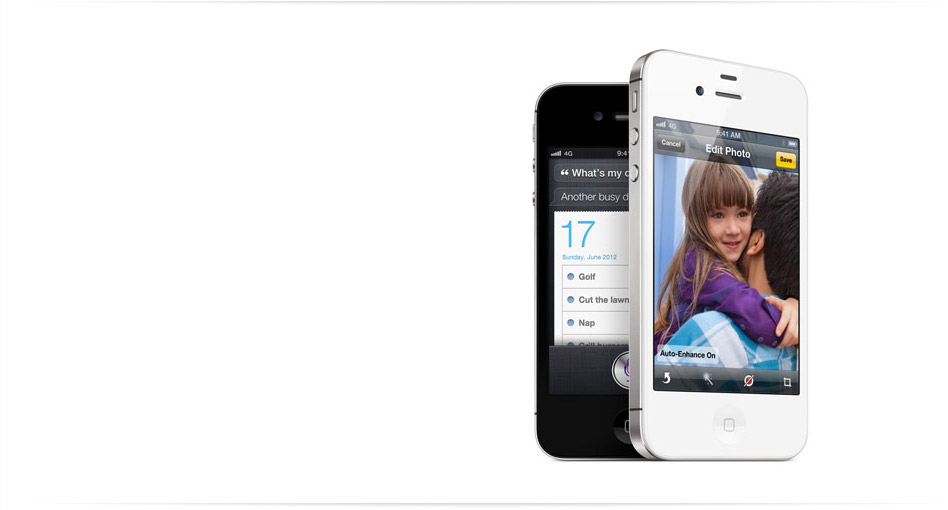 4G 9:41
“ What's my
Another busy
17
Sunday, June 2012
Golf
Cut the lawn
Nap
4G 9:41 AM
Cancel Edit Photo Save
Auto-Enhance On